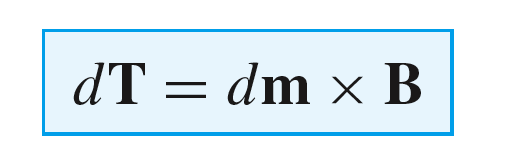 dT = dm × B